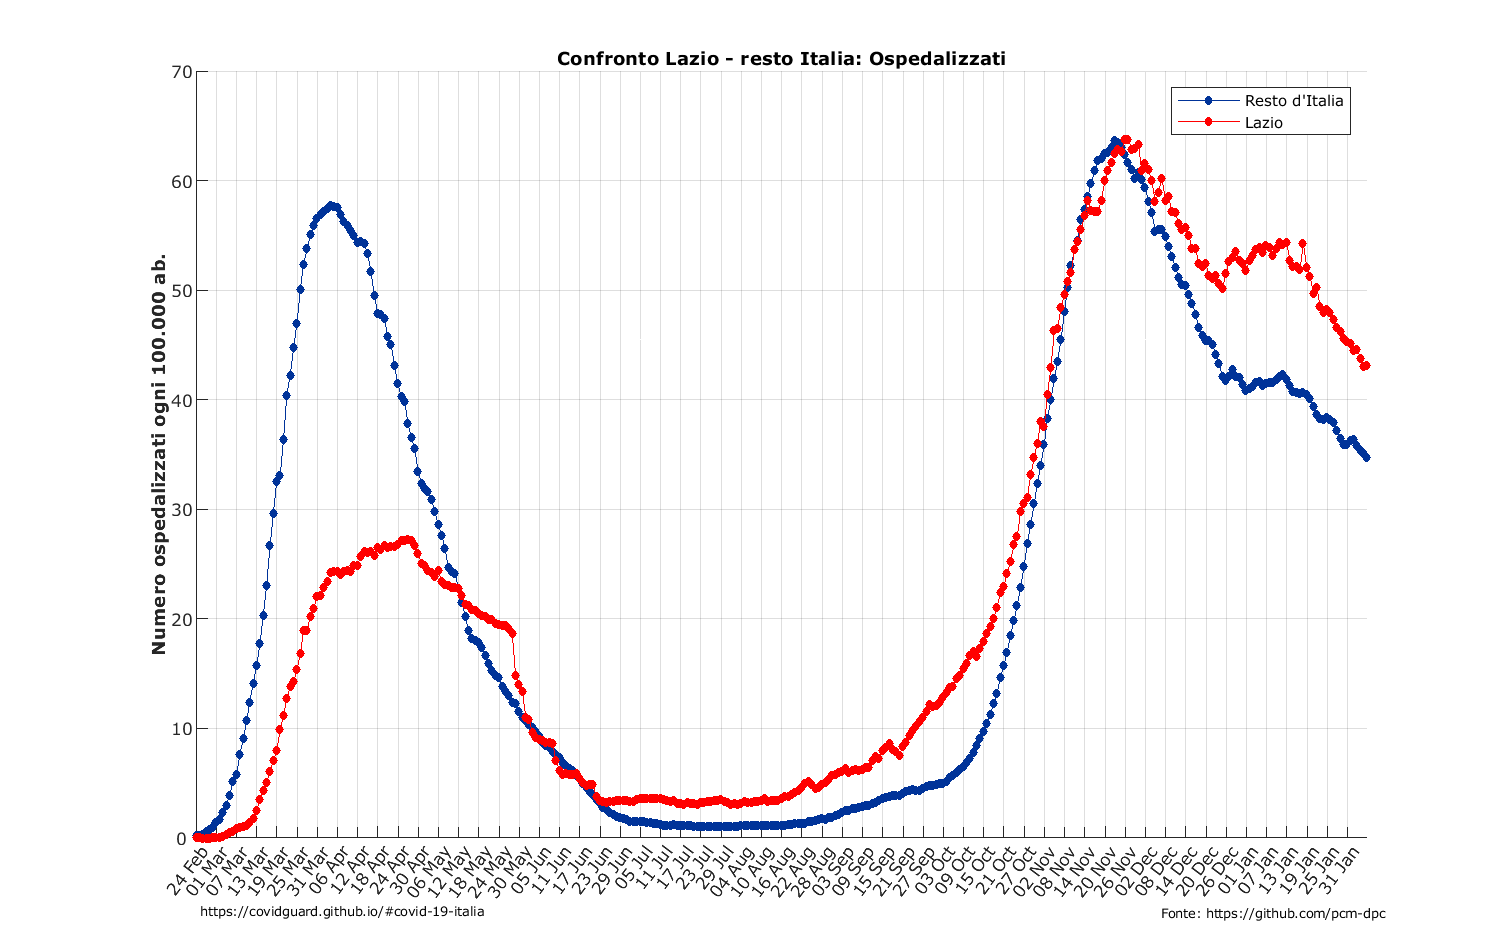 Confronto Lazio - resto Italia: Ospedalizzati
Resto d'Italia
Lazio
Numero ospedalizzati ogni 100.000 ab.
70
60
50
40
30
20
10
0
24 Feb
01 Mar
07 Mar
13 Mar
19 Mar
25 Mar
31 Mar
06 Apr
12 Apr
18 Apr
24 Apr
30 Apr
06 May
12 May
18 May
24 May
30 May
05 Jun
11 Jun
17 Jun
23 Jun
29 Jun
05 Jul
11 Jul
17 Jul
23 Jul
29 Jul
04 Aug
10 Aug
16 Aug
22 Aug
28 Aug
03 Sep
09 Sep
15 Sep
21 Sep
27 Sep
03 Oct
09 Oct
15 Oct
21 Oct
27 Oct
02 Nov
08 Nov
14 Nov
20 Nov
26 Nov
02 Dec
08 Dec
14 Dec
20 Dec
26 Dec
01 Jan
07 Jan
13 Jan
19 Jan
25 Jan
31 Jan
https://covidguard.github.io/#covid-19-italia
Fonte: https://github.com/pcm-dpc